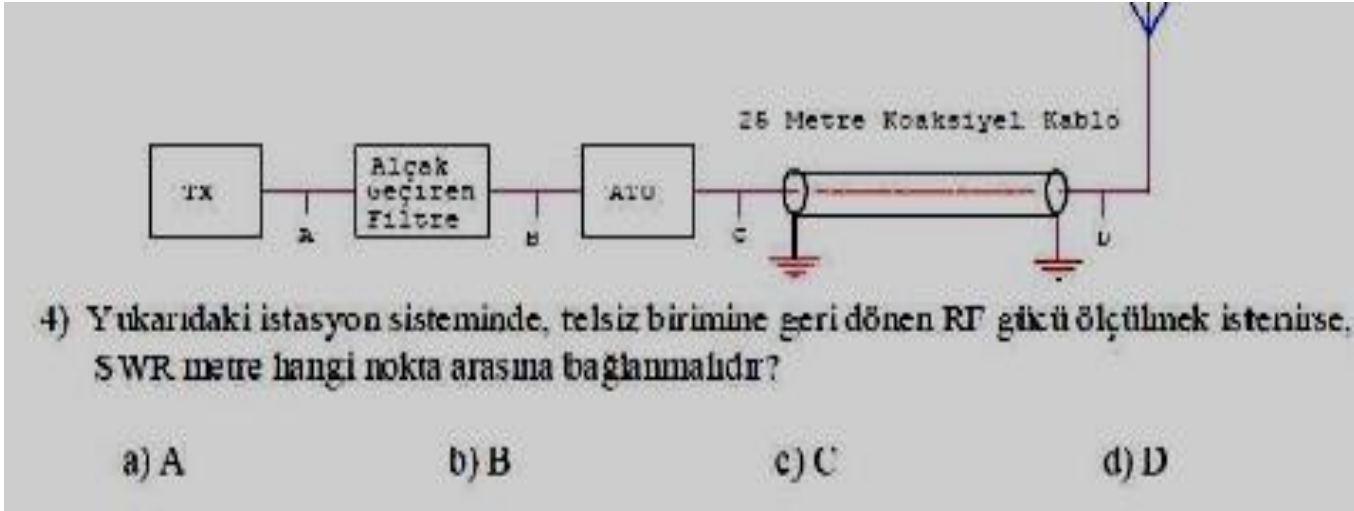 25 Metre Koaksiyel Kablo
TX
Alçak
Geçiren
Filtre
ATU
A
B
C
D
4) Yukarıdaki istasyon sisteminde, telsiz birimine geri dönen RF gücü ölçülmek istenirse,
SWR metre hangi nokta arasına bağlanmalıdır?
a) A b) B c) C d) D